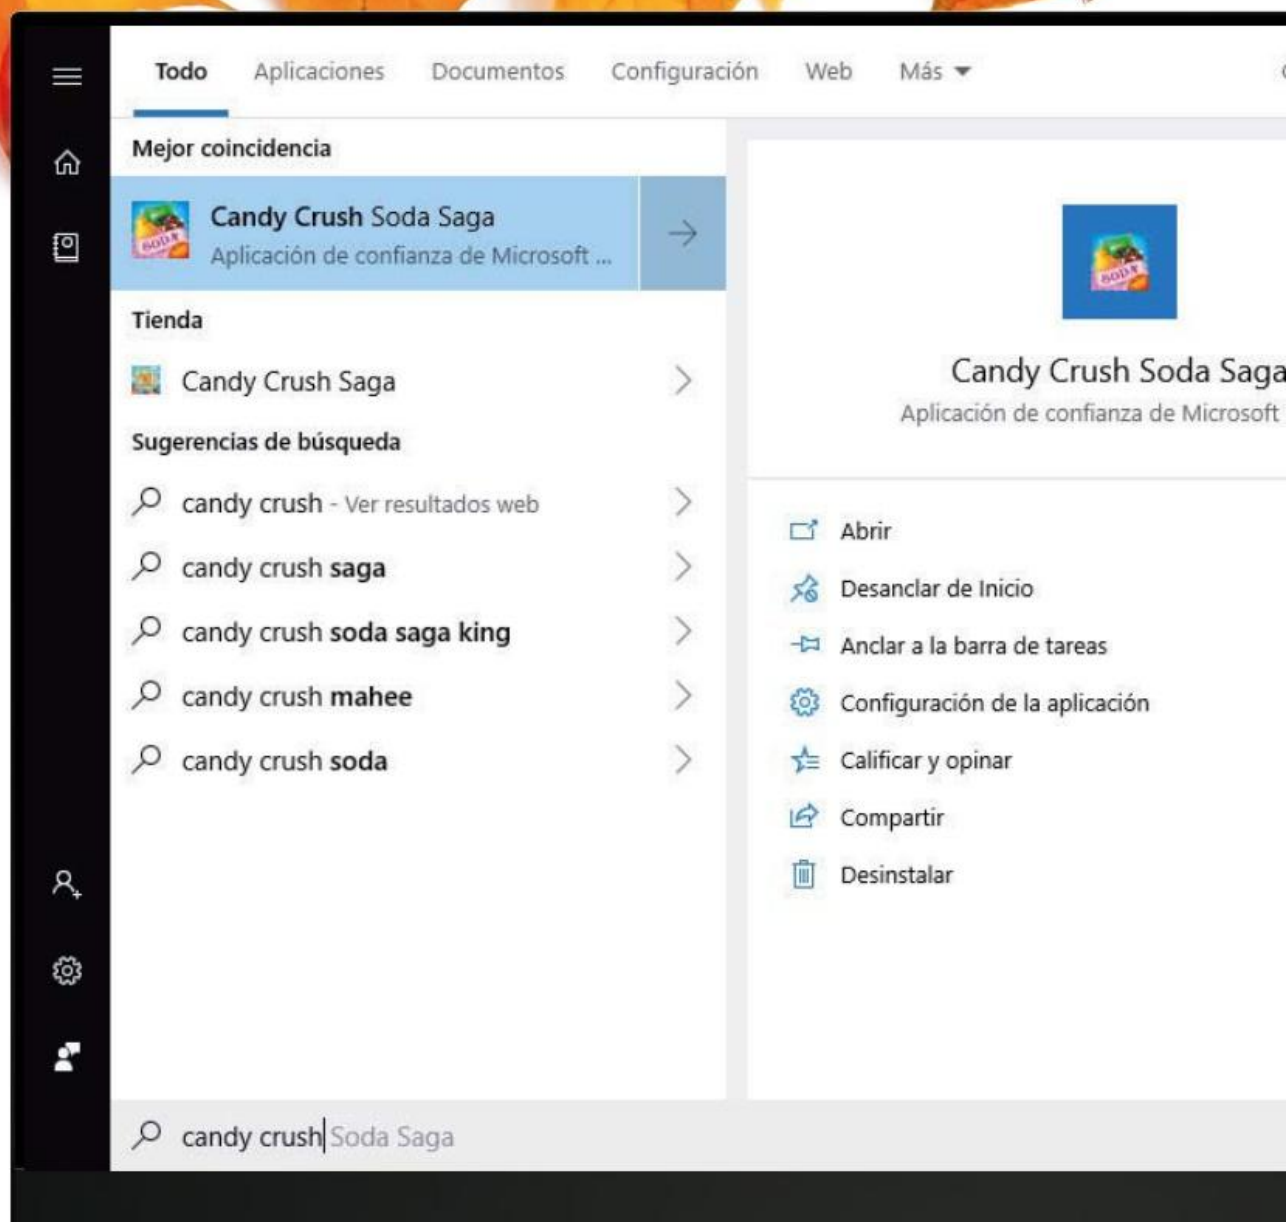 Todo Aplicaciones Documentos Configuración Web Más
Mejor coincidencia
Candy Crush Soda Saga
Aplicación de confianza de Microsoft ...
Tienda
Candy Crush Saga
Sugerencias de búsqueda
candy crush - Ver resultados web
candy crush saga
candy crush soda saga king
candy crush mahee
candy crush soda
SODA
Candy Crush Soda Saga
Aplicación de confianza de Microsoft
Abrir
Desanclar de Inicio
Anclar a la barra de tareas
Configuración de la aplicación
Calificar y opinar
Compartir
Desinstalar
candy crush Soda Saga